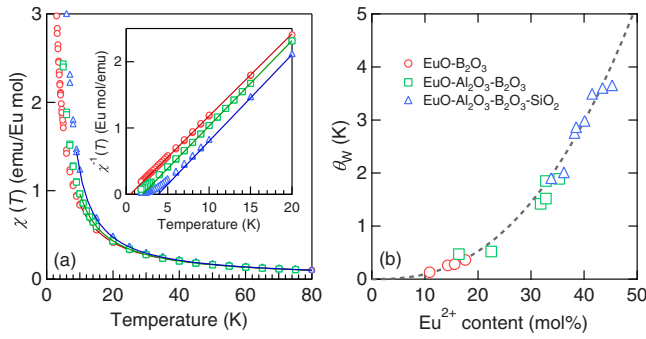 3
2
1
0
χ (T) (emu/Eu mol)
0
20
40
60
80
Temperature (K)
(a)
2
1
0
χ⁻¹(T) (Eu mol/emu)
0
5
10
15
20
Temperature (K)
5
4
3
2
1
0
θW (K)
EuO-B₂O₃
EuO-Al₂O₃-B₂O₃
EuO-Al₂O₃-B₂O₃-SiO₂
(b)
0
10
20
30
40
50
Eu²⁺ content (mol%)